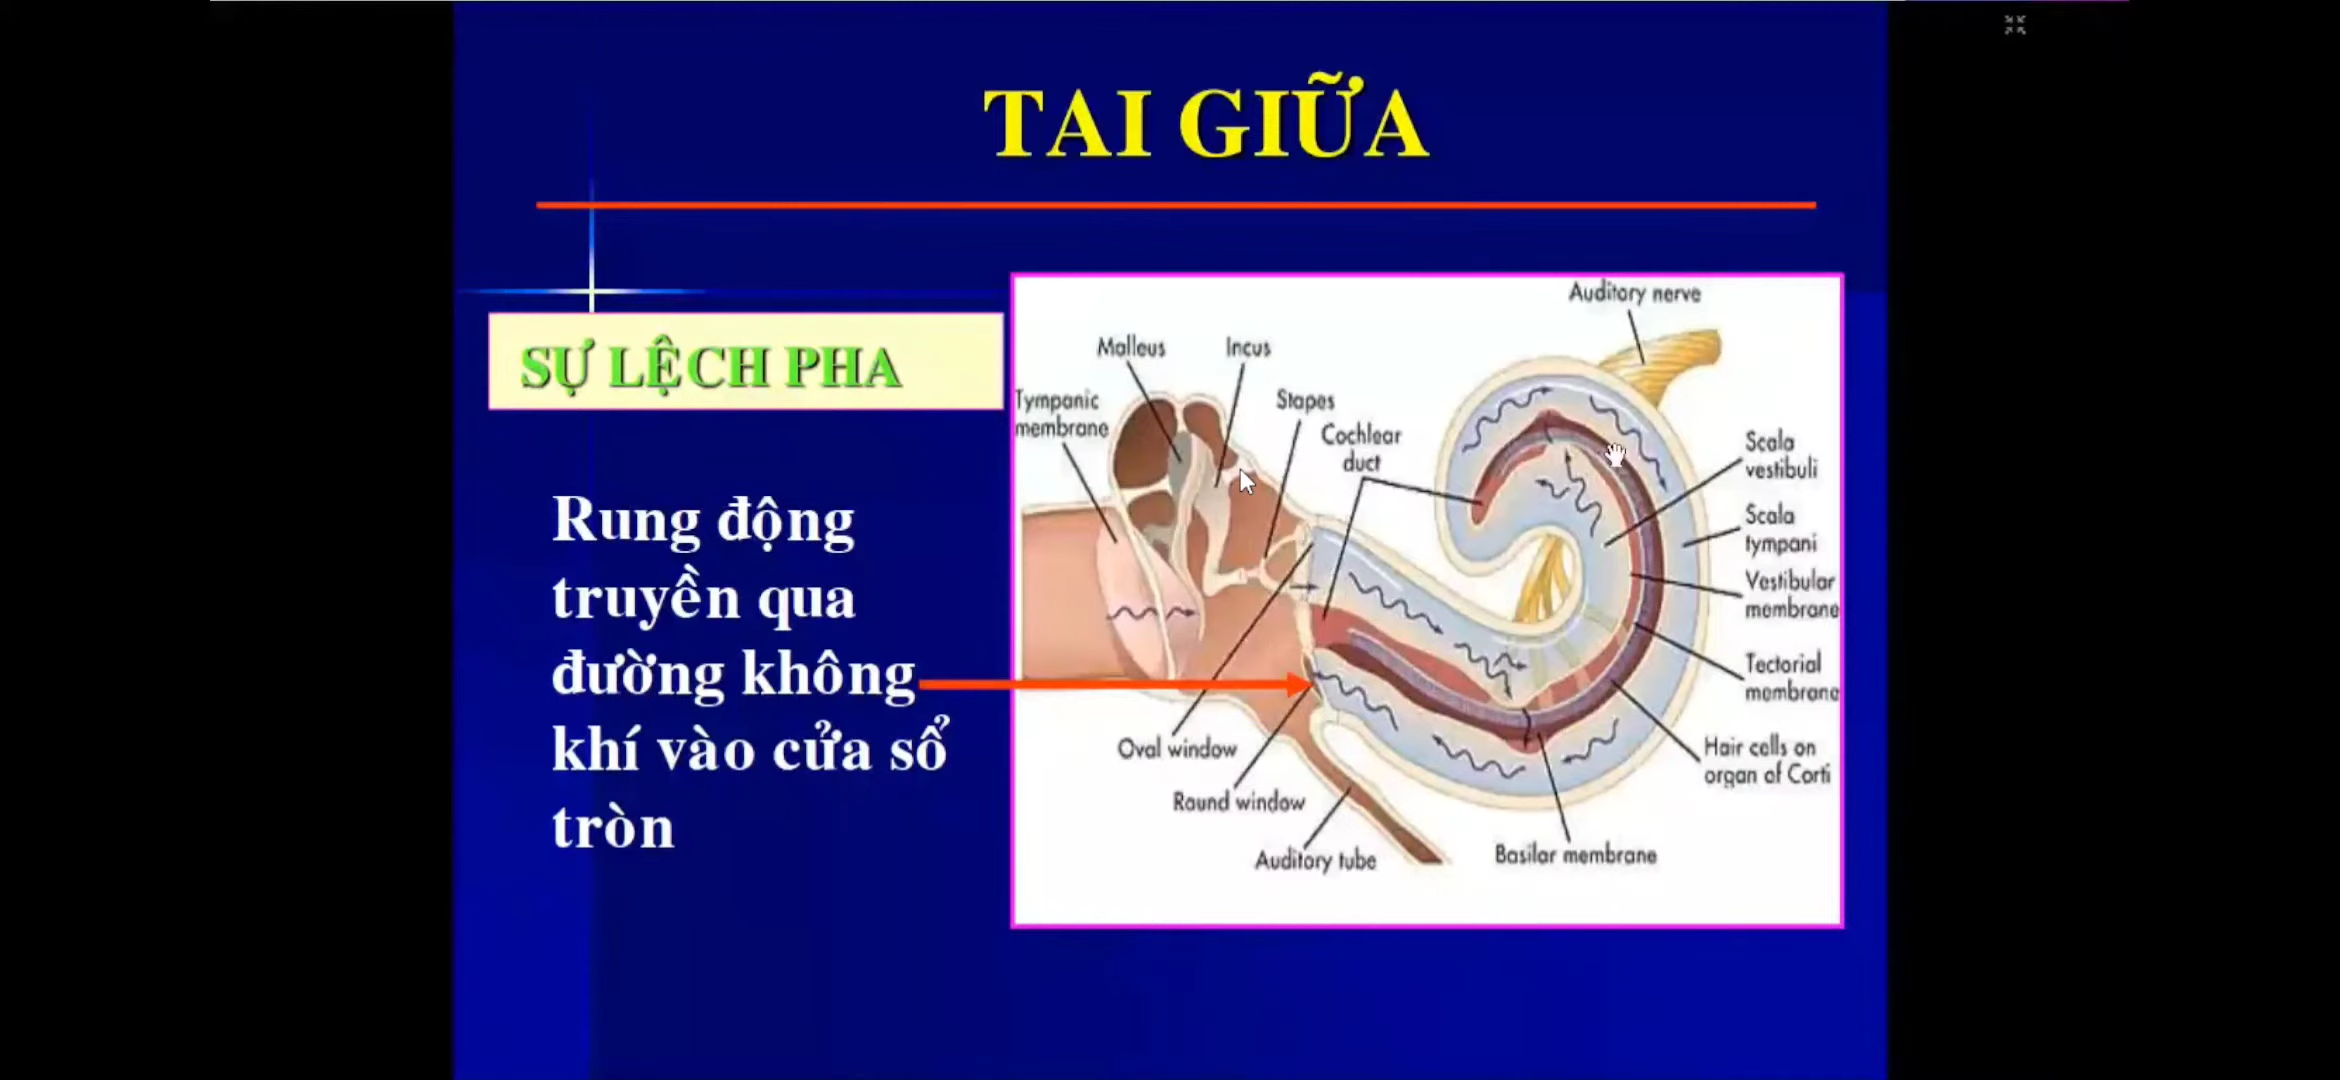 TAI GIỮA
SỰ LỆCH PHA
Rung động
truyền qua
đường không
khí vào cửa sổ
tròn
Auditory nerve
Malleus
Incus
Tympanic
membrane
Stapes
Cochlear
duct
Scala
vestibuli
Scala
tympani
Vestibular
membrane
Tectorial
membrane
Hair cells on
organ of Corti
Oval window
Round window
Auditory tube
Basilar membrane